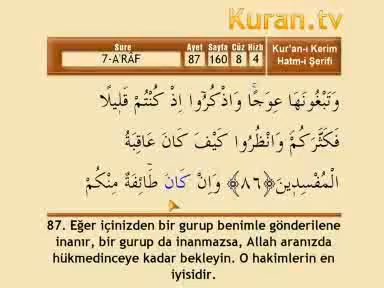 Kuran.tv
Sure Ayet Sayfa Cüz Hizb
7-A'RÂF 87 160 8 4
Kur'an-ı Kerim
Hatm-i Şerifi
وَتَبْغُونَهَا عِوَجًاۚ وَاذْكُرُٓوا اِذْ كُنْتُمْ قَل۪يلًا
فَكَثَّرَكُمْ وَانْظُرُوا كَيْفَ كَانَ عَاقِبَةُ
الْمُفْسِد۪ينَ ﴿٨٦﴾ وَاِنْ كَانَ طَٓائِفَةٌ مِنْكُمْ
87. Eğer içinizden bir gurup benimle gönderilene
inanır, bir gurup da inanmazsa, Allah aranızda
hükmedinceye kadar bekleyin. O hakimlerin en
iyisidir.